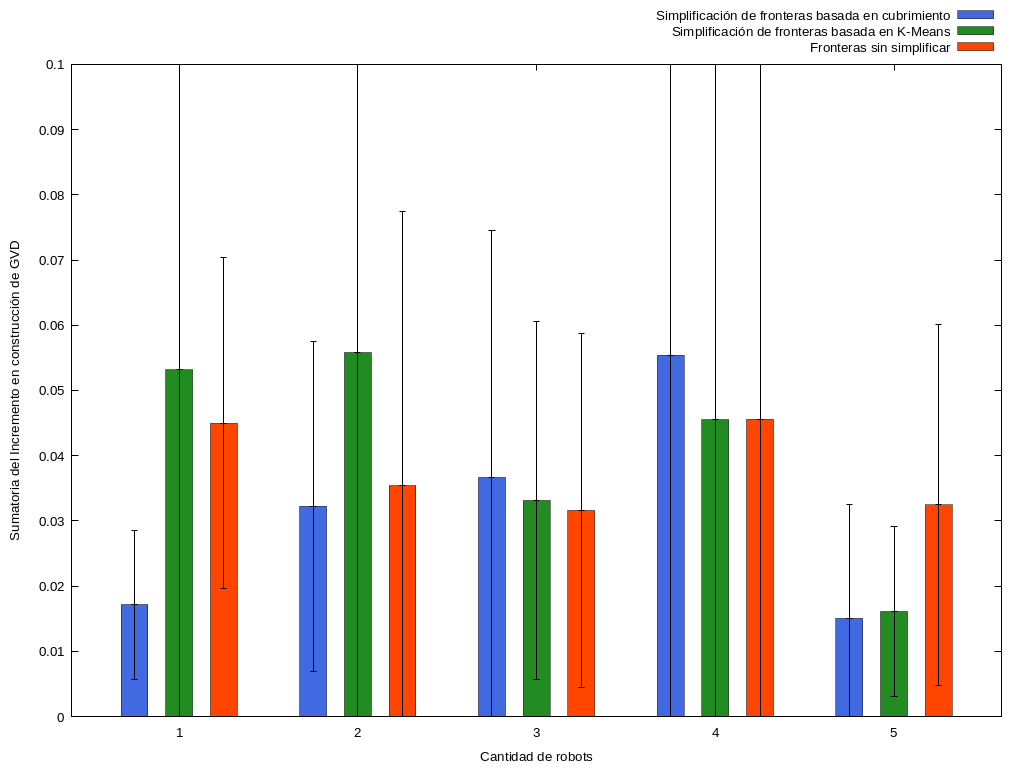 Simplificación de fronteras basada en cubrimiento
Simplificación de fronteras basada en K-Means
Fronteras sin simplificar
0.1
0.09
0.08
0.07
0.06
0.05
0.04
0.03
0.02
0.01
0
Sumatoria del Incremento en construcción de GVD
1 2 3 4 5
Cantidad de robots